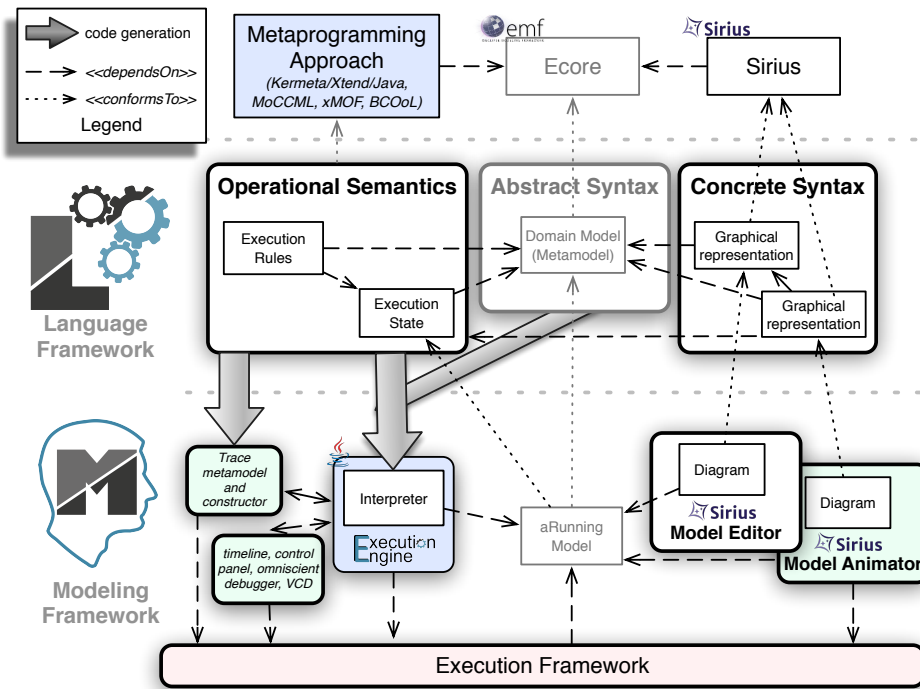 code generation
<<dependsOn>>
<<conformsTo>>
Legend
Metaprogramming
Approach
(Kermeta/Xtend/Java,
MoCCML, xMOF, BCOoL)
emf
Ecore
Sirius
Sirius
Operational Semantics
Abstract Syntax
Concrete Syntax
Execution
Rules
Execution
State
Domain Model
(Metamodel)
Graphical
representation
Graphical
representation
L
Language
Framework
M
Modeling
Framework
Trace
metamodel
and
constructor
timeline, control
panel, omniscient
debugger, VCD
Interpreter
Execution
Engine
aRunning
Model
Diagram
Sirius
Model Editor
Diagram
Sirius
Model Animator
Execution Framework